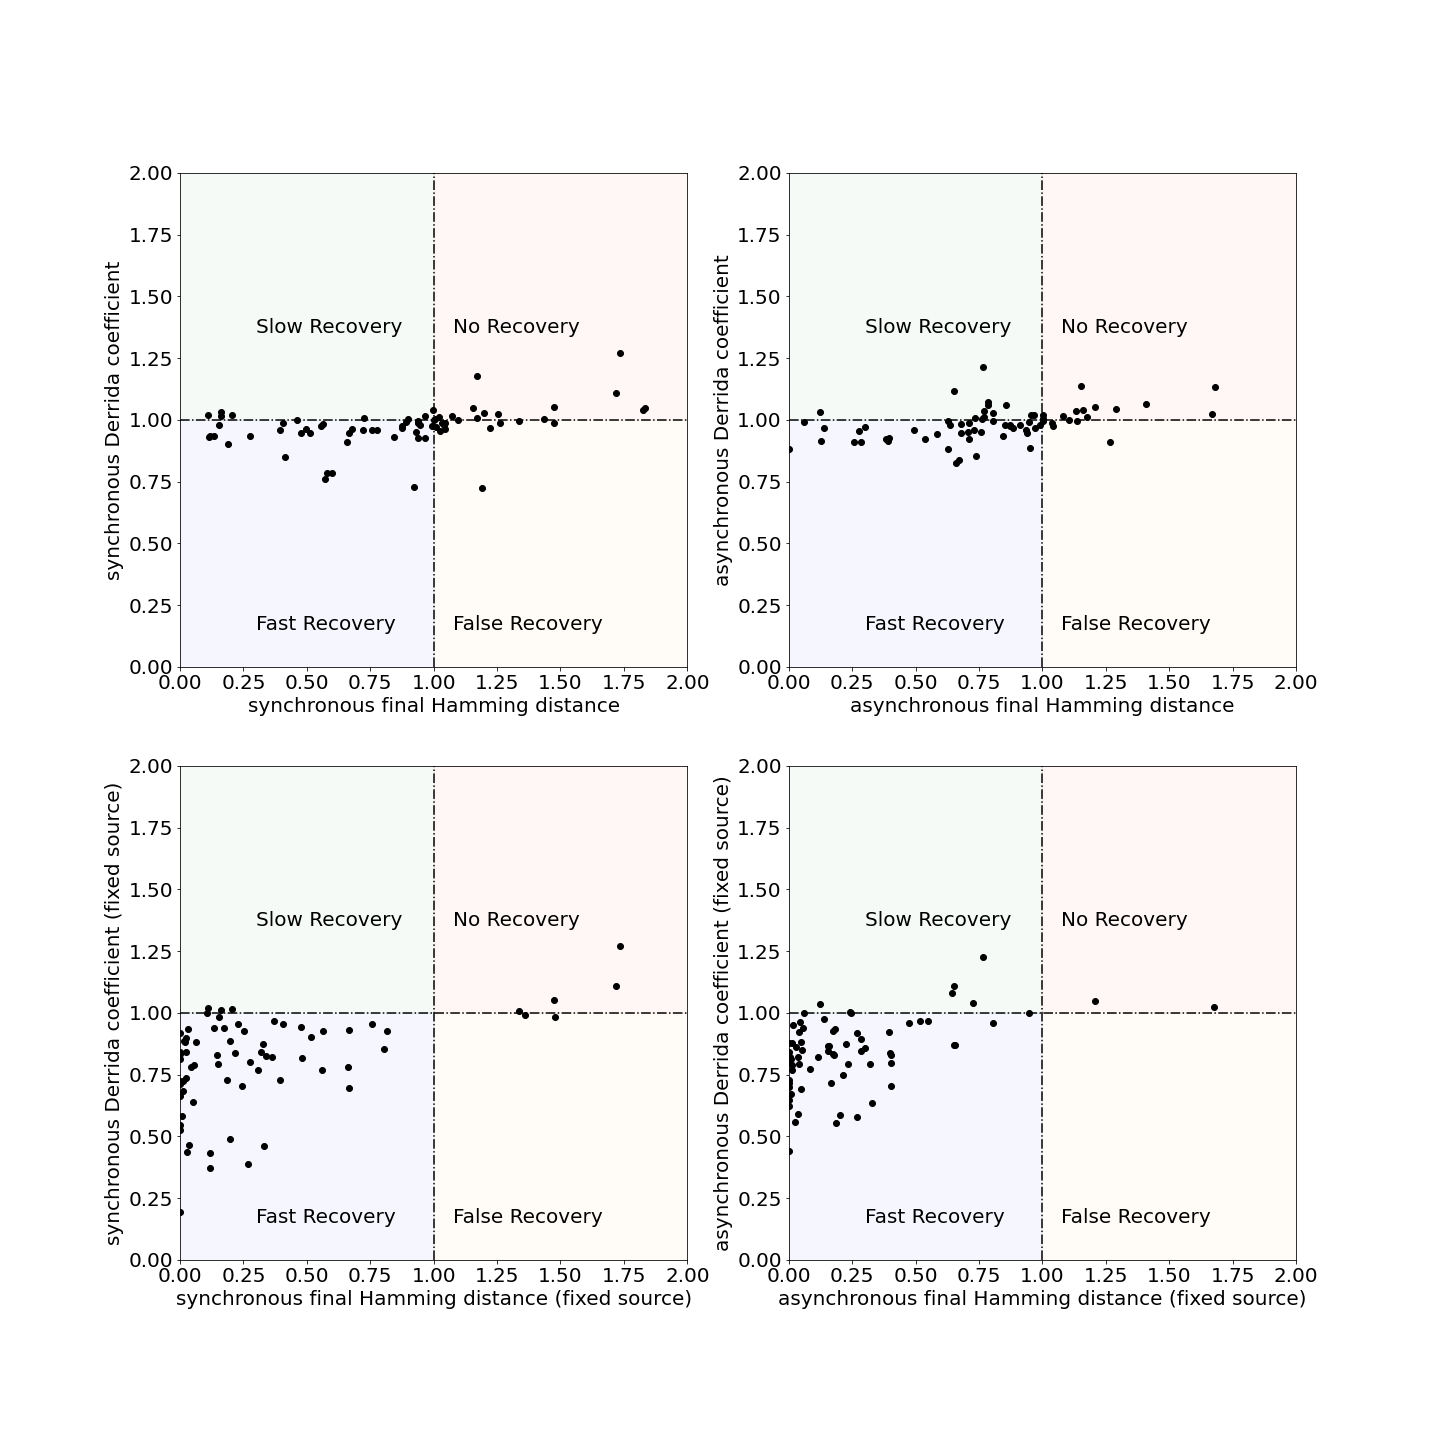 2.00 1.75 1.50 1.25 1.00 0.75 0.50 0.25 0.00
synchronous Derrida coefficient
Slow Recovery No Recovery
Fast Recovery False Recovery
0.00 0.25 0.50 0.75 1.00 1.25 1.50 1.75 2.00
synchronous final Hamming distance
2.00 1.75 1.50 1.25 1.00 0.75 0.50 0.25 0.00
asynchronous Derrida coefficient
Slow Recovery No Recovery
Fast Recovery False Recovery
0.00 0.25 0.50 0.75 1.00 1.25 1.50 1.75 2.00
asynchronous final Hamming distance
2.00 1.75 1.50 1.25 1.00 0.75 0.50 0.25 0.00
synchronous Derrida coefficient (fixed source)
Slow Recovery No Recovery
Fast Recovery False Recovery
0.00 0.25 0.50 0.75 1.00 1.25 1.50 1.75 2.00
synchronous final Hamming distance (fixed source)
2.00 1.75 1.50 1.25 1.00 0.75 0.50 0.25 0.00
asynchronous Derrida coefficient (fixed source)
Slow Recovery No Recovery
Fast Recovery False Recovery
0.00 0.25 0.50 0.75 1.00 1.25 1.50 1.75 2.00
asynchronous final Hamming distance (fixed source)